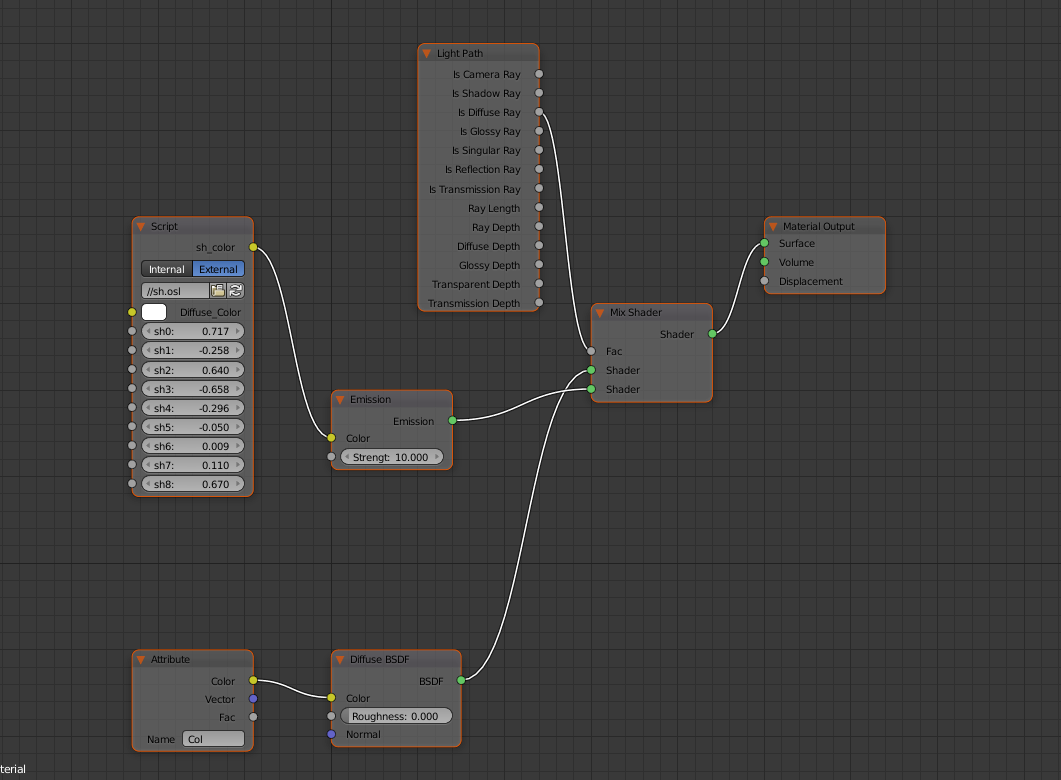 Light Path
Is Camera Ray
Is Shadow Ray
Is Diffuse Ray
Is Glossy Ray
Is Singular Ray
Is Reflection Ray
Is Transmission Ray
Ray Length
Ray Depth
Diffuse Depth
Glossy Depth
Transparent Depth
Transmission Depth
Script
sh_color
Internal External
//sh.osl
Diffuse_Color
sh0: 0.717
sh1: -0.258
sh2: 0.640
sh3: -0.658
sh4: -0.296
sh5: -0.050
sh6: 0.009
sh7: 0.110
sh8: 0.670
Material Output
Surface
Volume
Displacement
Mix Shader
Shader
Fac
Shader
Shader
Emission
Emission
Color
Strengt: 10.000
Attribute
Color
Vector
Fac
Name Col
Diffuse BSDF
BSDF
Color
Roughness: 0.000
Normal
terial